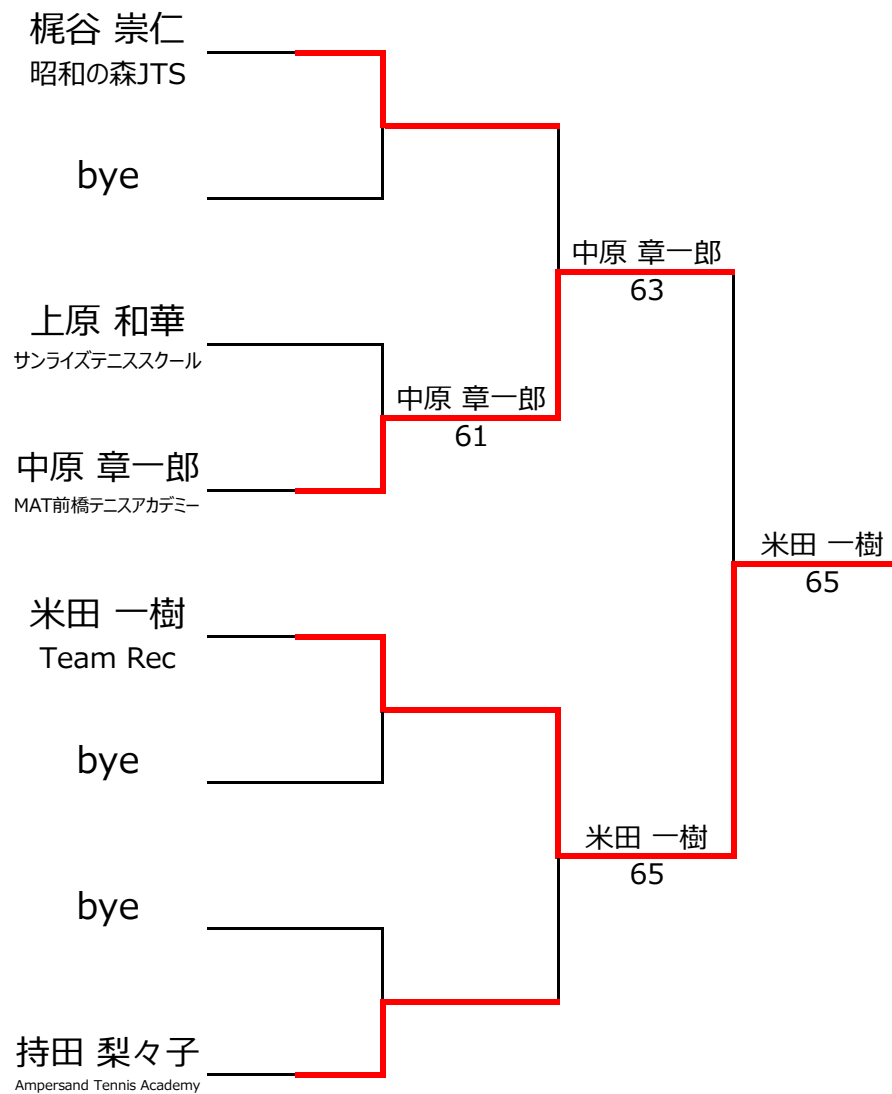 梶谷 崇仁
昭和の森JTS
bye
上原 和華
サンライズテニススクール
中原 章一郎
MAT前橋テニスアカデミー
米田 一樹
Team Rec
bye
bye
持田 梨々子
Ampersand Tennis Academy
中原 章一郎
61
中原 章一郎
63
米田 一樹
65
米田 一樹
65